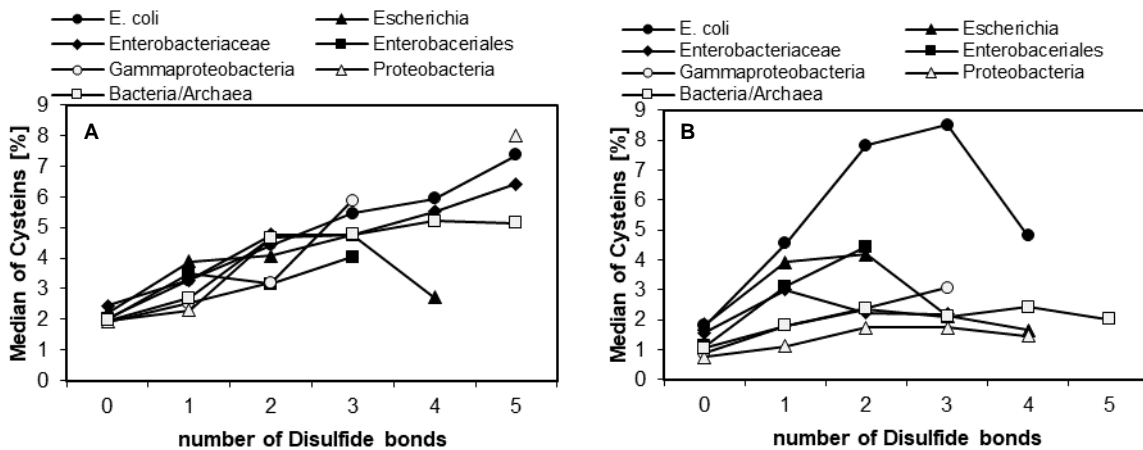 E. coli Escherichia
Enterobacteriaceae Enterobaceriales
Gammaproteobacteria Proteobacteria
Bacteria/Archaea
9
8
7
6
5
4
3
2
1
0
A
Median of Cysteins [%]
0 1 2 3 4 5
number of Disulfide bonds
E. coli Escherichia
Enterobacteriaceae Enterobaceriales
Gammaproteobacteria Proteobacteria
Bacteria/Archaea
9
8
7
6
5
4
3
2
1
0
B
Median of Cysteins [%]
0 1 2 3 4 5
number of Disulfide bonds